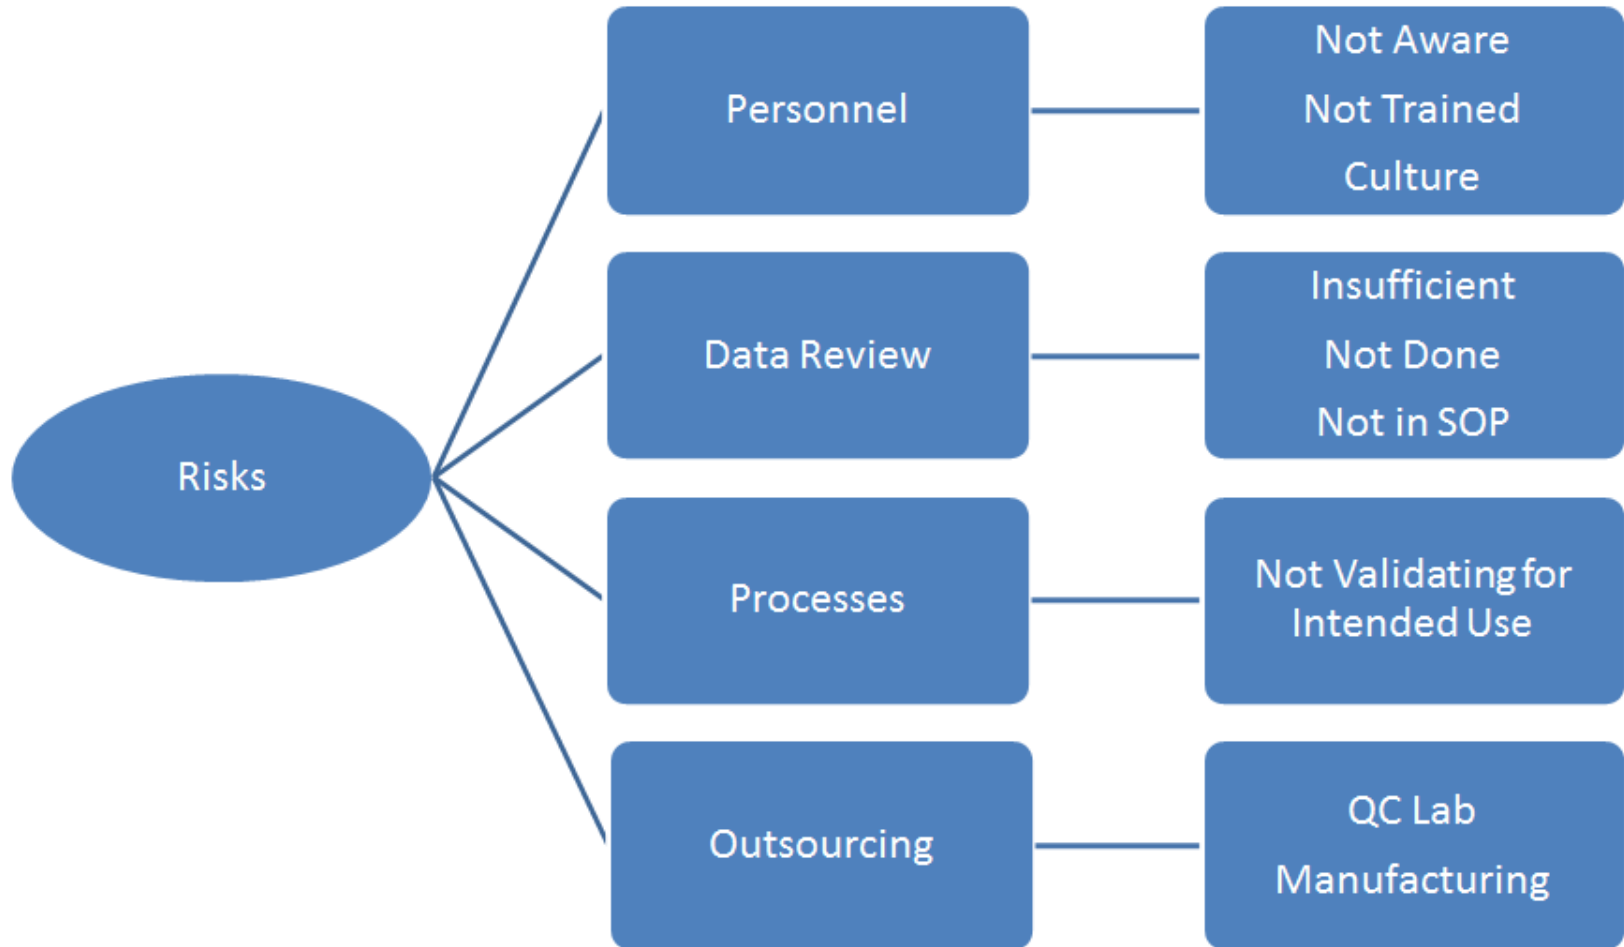 Risks
Personnel
Not Aware
Not Trained
Culture
Data Review
Insufficient
Not Done
Not in SOP
Processes
Not Validating for
Intended Use
Outsourcing
QC Lab
Manufacturing